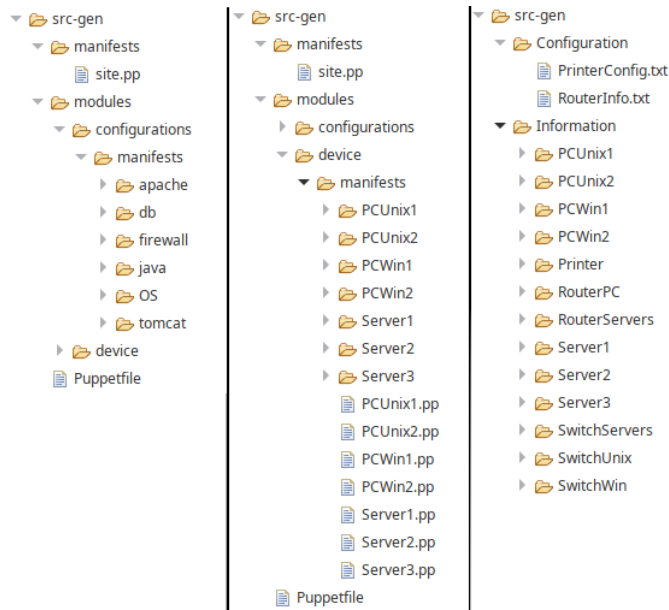 src-gen
manifests
site.pp
modules
configurations
manifests
apache
db
firewall
java
OS
tomcat
device
Puppetfile
src-gen
manifests
site.pp
modules
configurations
device
manifests
PCUnix1
PCUnix2
PCWin1
PCWin2
Server1
Server2
Server3
PCUnix1.pp
PCUnix2.pp
PCWin1.pp
PCWin2.pp
Server1.pp
Server2.pp
Server3.pp
Puppetfile
src-gen
Configuration
PrinterConfig.txt
RouterInfo.txt
Information
PCUnix1
PCUnix2
PCWin1
PCWin2
Printer
RouterPC
RouterServers
Server1
Server2
Server3
SwitchServers
SwitchUnix
SwitchWin